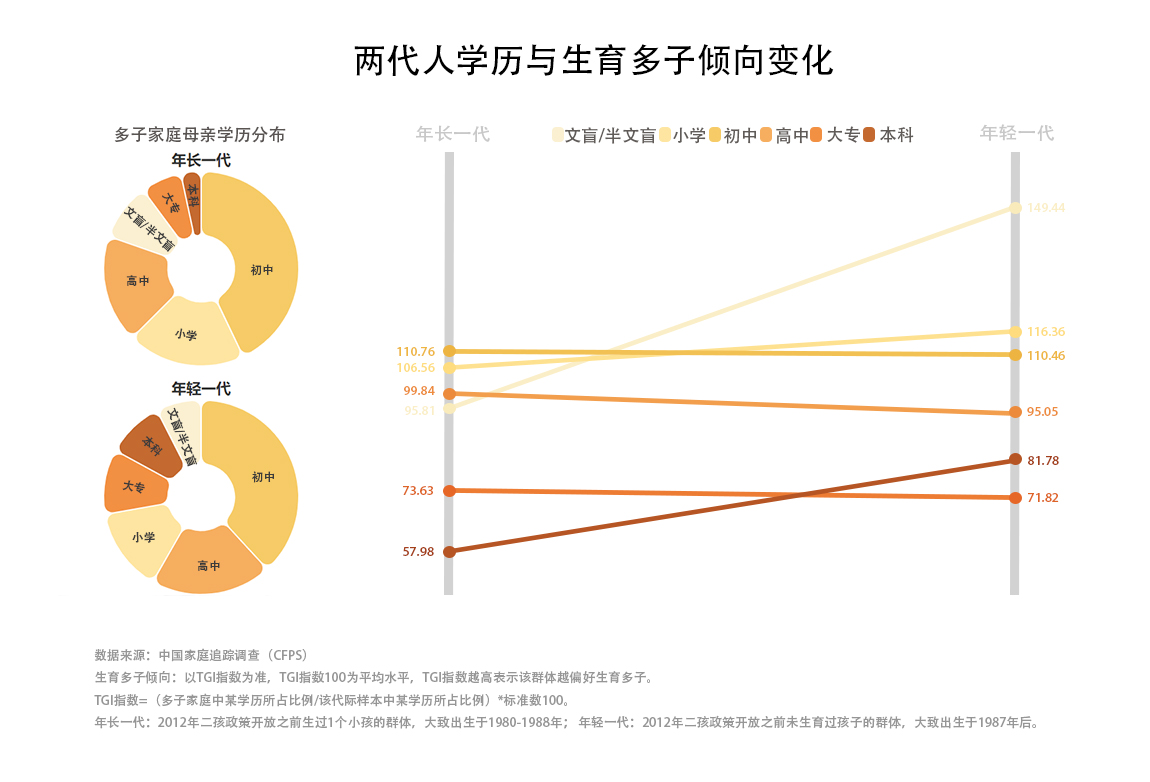 两代人学历与生育多子倾向变化
多子家庭母亲学历分布
年长一代
文盲/半文盲 小学 初中 高中 大专 本科
年轻一代
年长一代
本科
大专
文盲/半文盲
初中
高中
小学
年轻一代
文盲/半文盲
本科
初中
大专
小学
高中
149.44
110.76
106.56
99.84
95.81
73.63
57.98
116.36
110.46
95.05
81.78
71.82
数据来源：中国家庭追踪调查（CFPS）
生育多子倾向：以TGI指数为准，TGI指数100为平均水平，TGI指数越高表示该群体越偏好生育多子。
TGI指数=（多子家庭中某学历所占比例/该代际样本中某学历所占比例）*标准数100。
年长一代：2012年二孩政策开放之前生过1个小孩的群体，大致出生于1980-1988年； 年轻一代：2012年二孩政策开放之前未生育过孩子的群体，大致出生于1987年后。